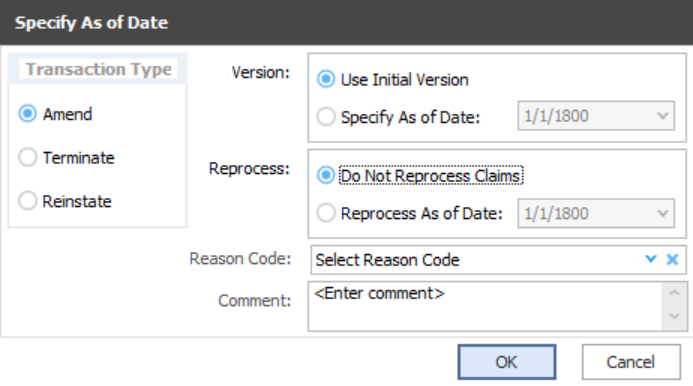 Specify As of Date
Transaction Type
Amend
Terminate
Reinstate
Version:
Use Initial Version
Specify As of Date:
1/1/1800
Reprocess:
Do Not Reprocess Claims
Reprocess As of Date:
1/1/1800
Reason Code:
Select Reason Code
Comment:
<Enter comment>
OK
Cancel